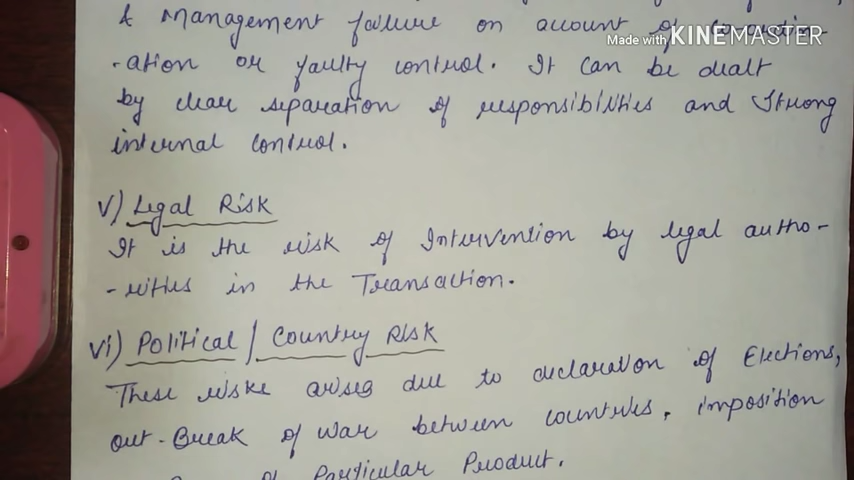 & Management failure on account of
Made with KINEMASTER
-ation or faulty control. It can be dealt
by clear separation of responsibilities and Strong
internal control.
V) Legal Risk
It is the risk of Intervention by legal autho-
-rities in the Transaction.
Vi) Political / Country Risk
These risks arises due to declaration of Elections,
out-Break of war between countries, imposition
of Particular Product.